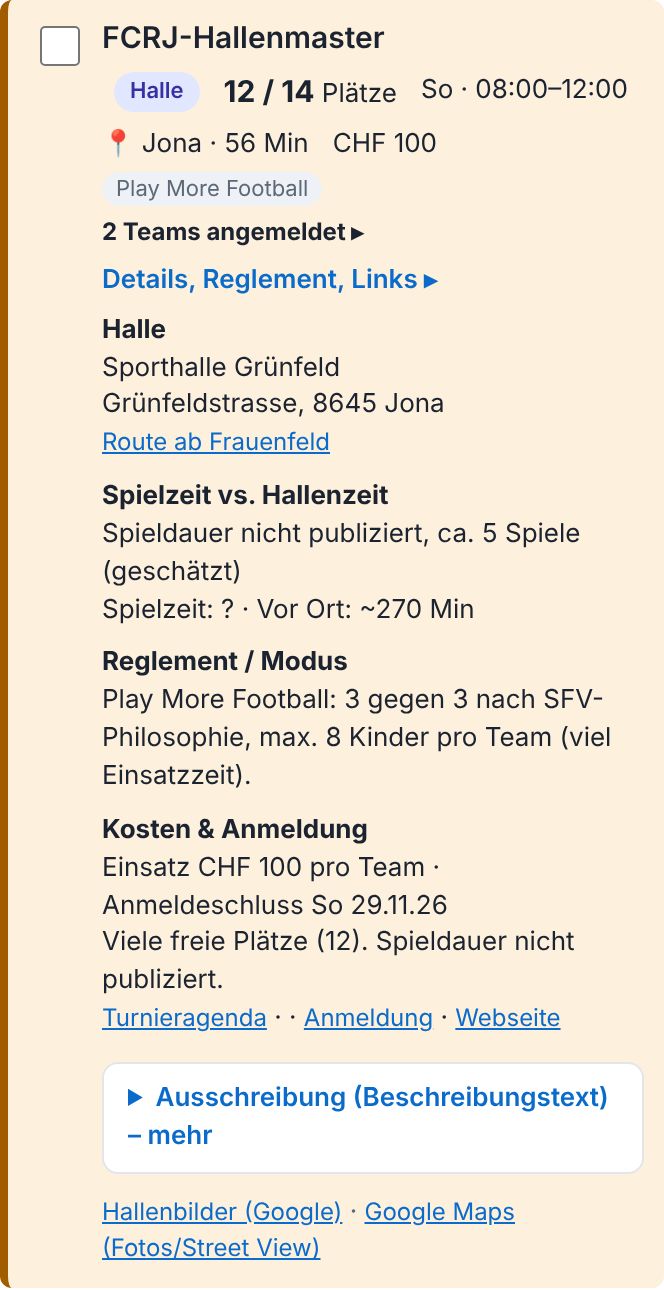 FCRJ-Hallenmaster
Halle 12 / 14 Plätze So · 08:00–12:00
📍 Jona · 56 Min CHF 100
Play More Football
2 Teams angemeldet ▸
Details, Reglement, Links ▸
Halle
Sporthalle Grünfeld
Grünfeldstrasse, 8645 Jona
Route ab Frauenfeld
Spielzeit vs. Hallenzeit
Spieldauer nicht publiziert, ca. 5 Spiele
(geschätzt)
Spielzeit: ? · Vor Ort: ~270 Min
Reglement / Modus
Play More Football: 3 gegen 3 nach SFV-
Philosophie, max. 8 Kinder pro Team (viel
Einsatzzeit).
Kosten & Anmeldung
Einsatz CHF 100 pro Team ·
Anmeldeschluss So 29.11.26
Viele freie Plätze (12). Spieldauer nicht
publiziert.
Turnieragenda · · Anmeldung · Webseite
▶ Ausschreibung (Beschreibungstext)
– mehr
Hallenbilder (Google) · Google Maps
(Fotos/Street View)